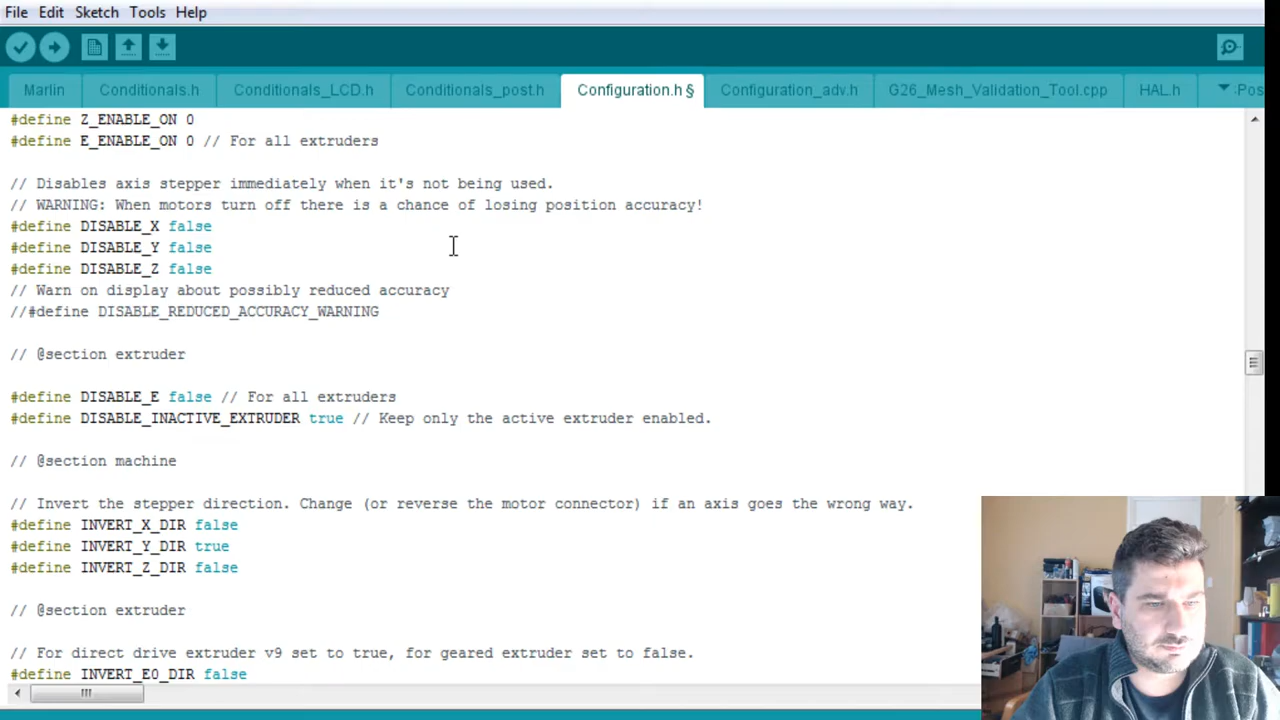 File Edit Sketch Tools Help
Marlin Conditionals.h Conditionals_LCD.h Conditionals_post.h Configuration.h § Configuration_adv.h G26_Mesh_Validation_Tool.cpp HAL.h Pos
#define Z_ENABLE_ON 0
#define E_ENABLE_ON 0 // For all extruders
// Disables axis stepper immediately when it's not being used.
// WARNING: When motors turn off there is a chance of losing position accuracy!
#define DISABLE_X false
#define DISABLE_Y false
#define DISABLE_Z false
// Warn on display about possibly reduced accuracy
//#define DISABLE_REDUCED_ACCURACY_WARNING
// @section extruder
#define DISABLE_E false // For all extruders
#define DISABLE_INACTIVE_EXTRUDER true // Keep only the active extruder enabled.
// @section machine
// Invert the stepper direction. Change (or reverse the motor connector) if an axis goes the wrong way.
#define INVERT_X_DIR false
#define INVERT_Y_DIR true
#define INVERT_Z_DIR false
// @section extruder
// For direct drive extruder v9 set to true, for geared extruder set to false.
#define INVERT_E0_DIR false